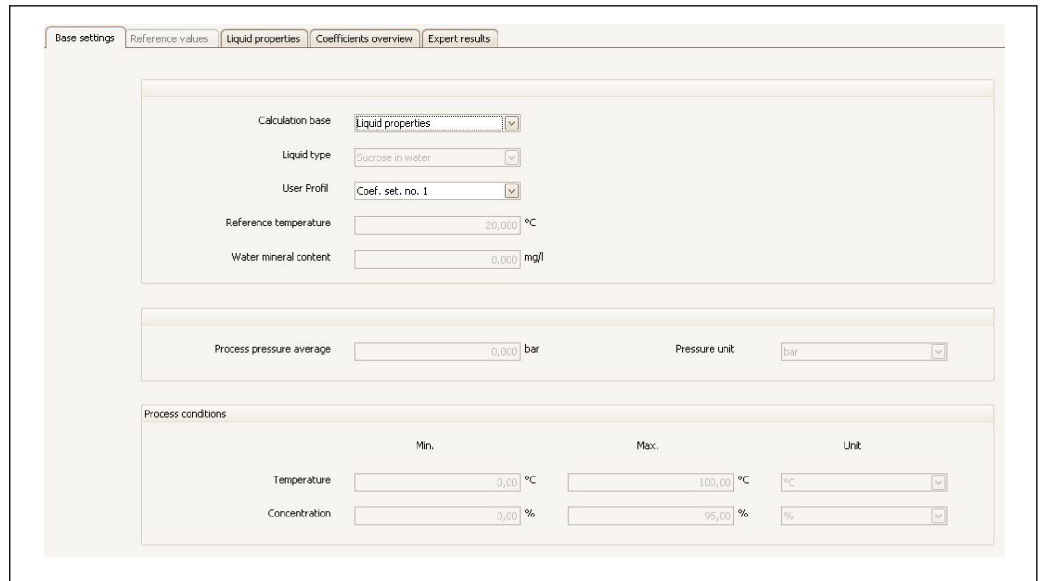 Base settings Reference values Liquid properties Coefficients overview Expert results
Calculation base Liquid properties
Liquid type Sucrose in water
User Profil Coef. set. no. 1
Reference temperature 20,000 °C
Water mineral content 0,000 mg/l
Process pressure average 0,000 bar Pressure unit bar
Process conditions
Min. Max. Unit
Temperature 0,00 °C 100,00 °C °C
Concentration 0,00 % 95,00 % %